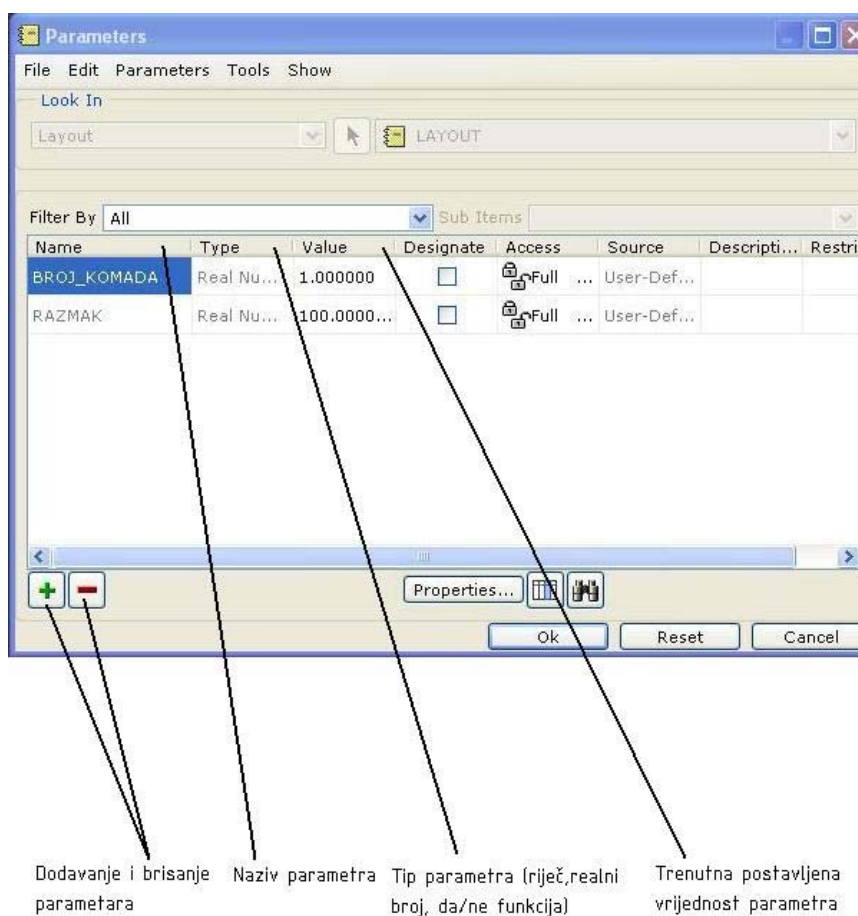 Parameters
File Edit Parameters Tools Show
Look In
Layout LAYOUT
Filter By All Sub Items
Name Type Value Designate Access Source Descripti... Restri
BROJ_KOMADA Real Nu... 1.000000 Full ... User-Def...
RAZMAK Real Nu... 100.0000... Full ... User-Def...
Properties...
Ok Reset Cancel
Dodavanje i brisanje parametara
Naziv parametra
Tip parametra (riječ,realni broj, da/ne funkcija)
Trenutna postavljena vrijednost parametra